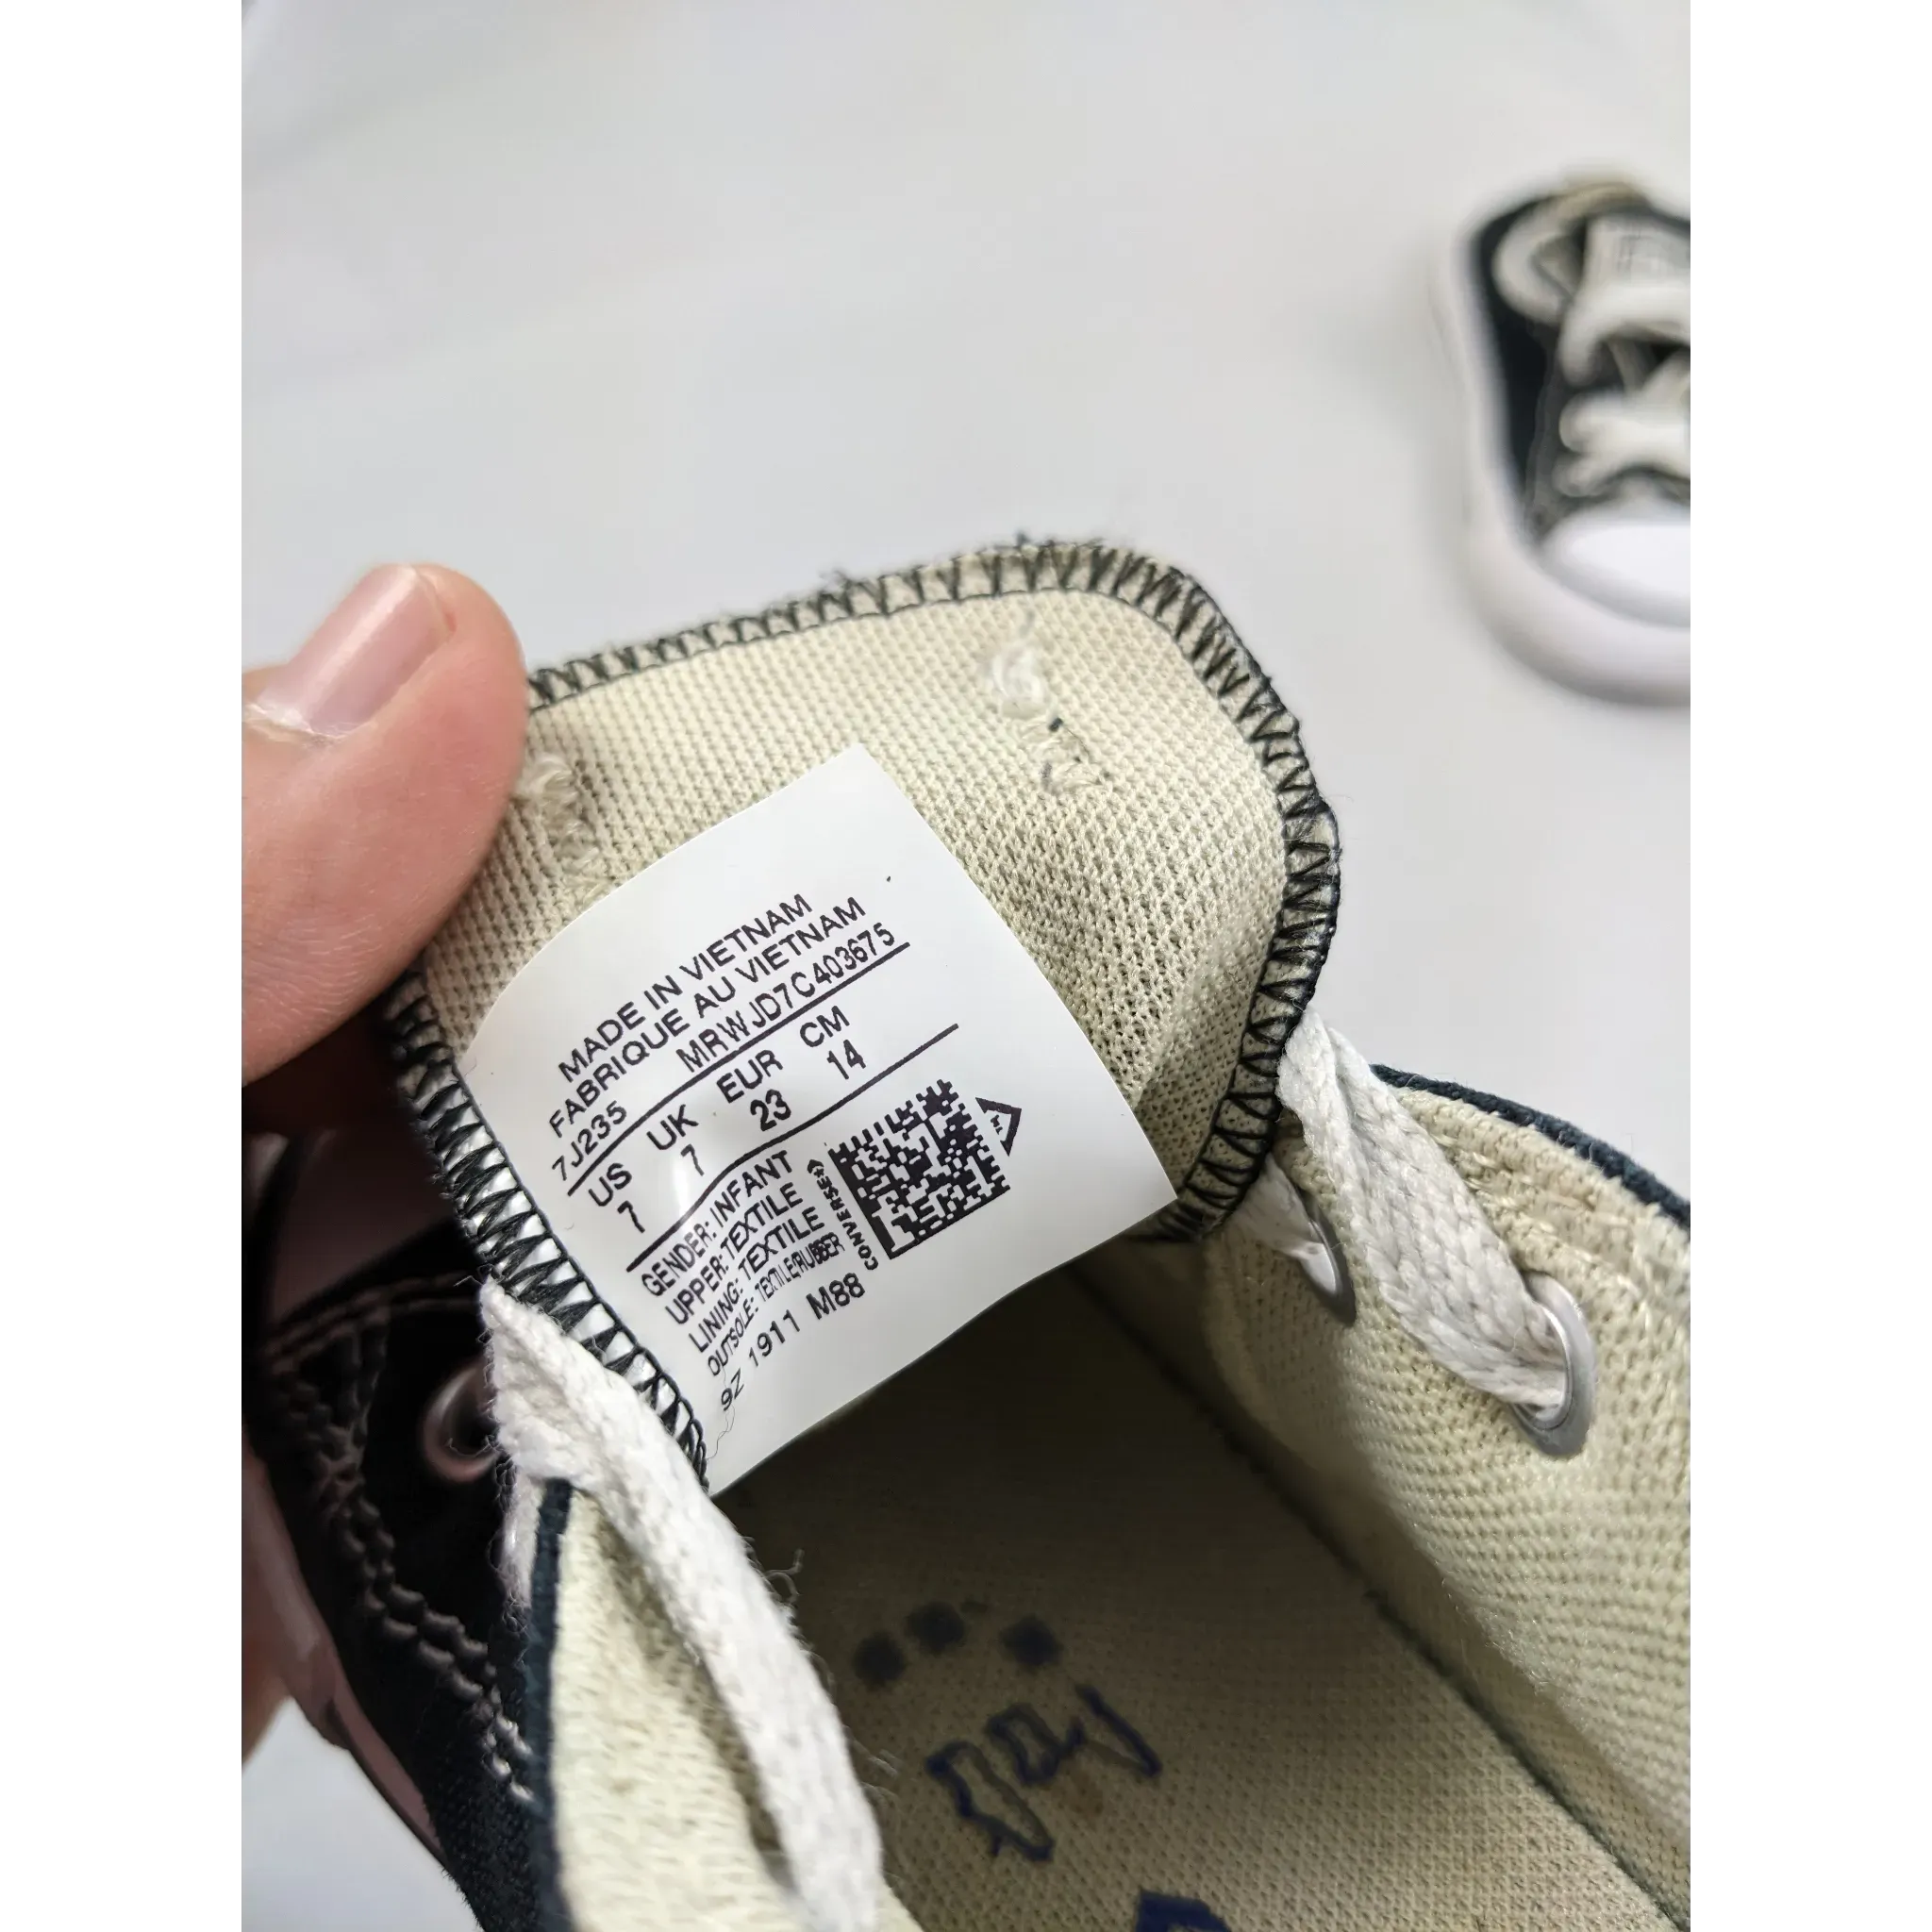 MADE IN VIETNAM
FABRIQUE AU VIETNAM
7J235 MRWJD7C403675
US UK EUR CM
7 7 23 14
GENDER: INFANT
UPPER: TEXTILE
LINING: TEXTILE
OUTSOLE: TEXTILE/RUBBER
CONVERSE
9Z 1911 M88